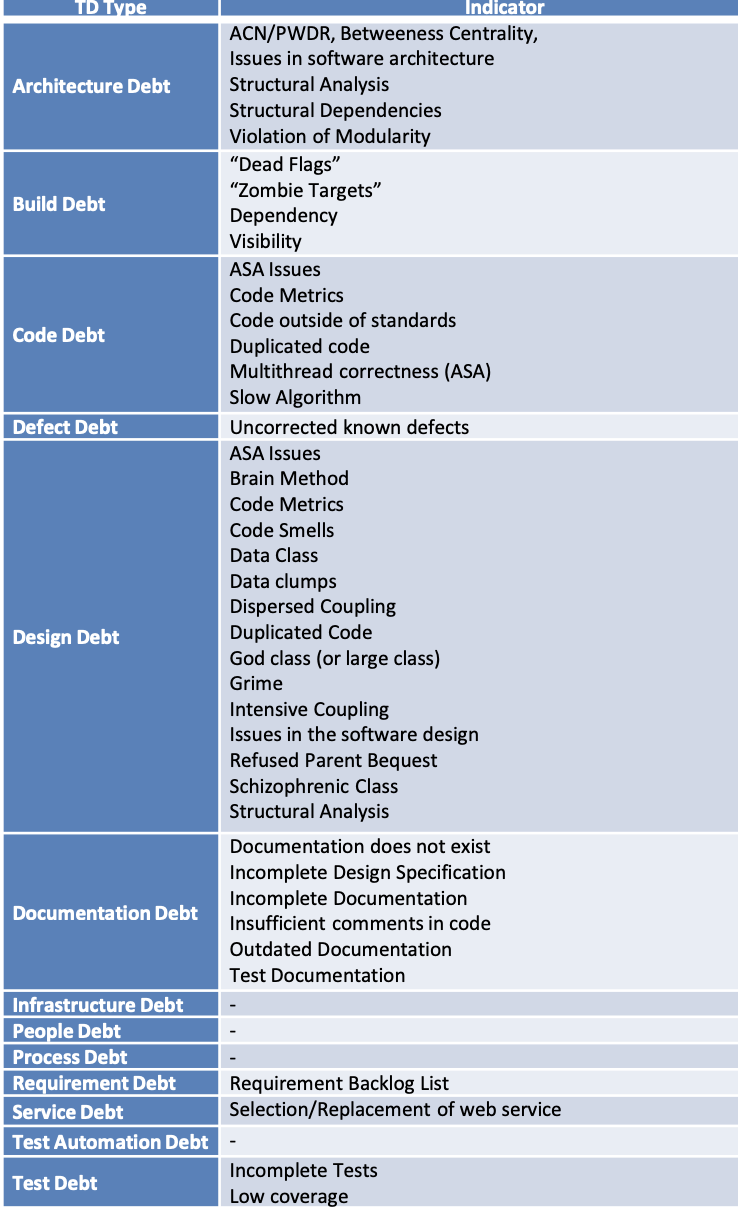 TD Type Indicator
Architecture Debt
ACN/PWDR, Betweeness Centrality,
Issues in software architecture
Structural Analysis
Structural Dependencies
Violation of Modularity
Build Debt
“Dead Flags”
“Zombie Targets”
Dependency
Visibility
Code Debt
ASA Issues
Code Metrics
Code outside of standards
Duplicated code
Multithread correctness (ASA)
Slow Algorithm
Defect Debt Uncorrected known defects
Design Debt
ASA Issues
Brain Method
Code Metrics
Code Smells
Data Class
Data clumps
Dispersed Coupling
Duplicated Code
God class (or large class)
Grime
Intensive Coupling
Issues in the software design
Refused Parent Bequest
Schizophrenic Class
Structural Analysis
Documentation Debt
Documentation does not exist
Incomplete Design Specification
Incomplete Documentation
Insufficient comments in code
Outdated Documentation
Test Documentation
Infrastructure Debt -
People Debt -
Process Debt -
Requirement Debt Requirement Backlog List
Service Debt Selection/Replacement of web service
Test Automation Debt -
Test Debt
Incomplete Tests
Low coverage